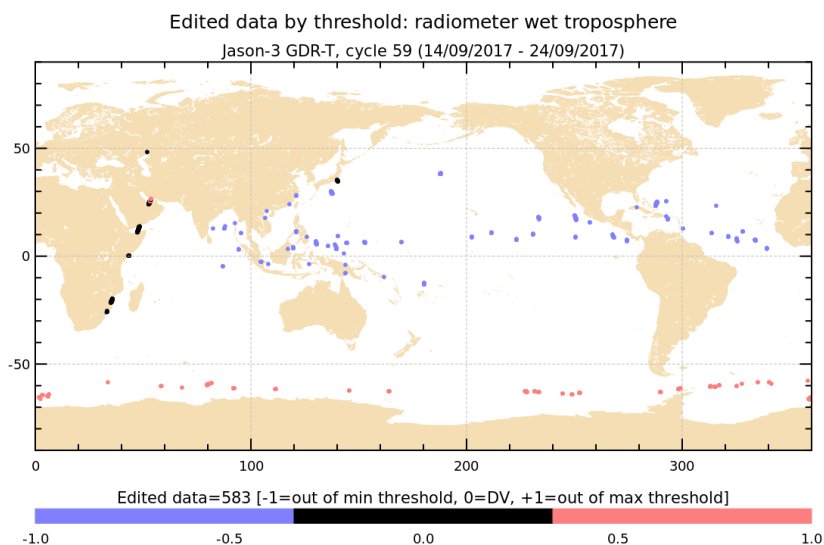 Edited data by threshold: radiometer wet troposphere
Jason-3 GDR-T, cycle 59 (14/09/2017 - 24/09/2017)
50
0
-50
0 100 200 300
Edited data=583 [-1=out of min threshold, 0=DV, +1=out of max threshold]
-1.0 -0.5 0.0 0.5 1.0